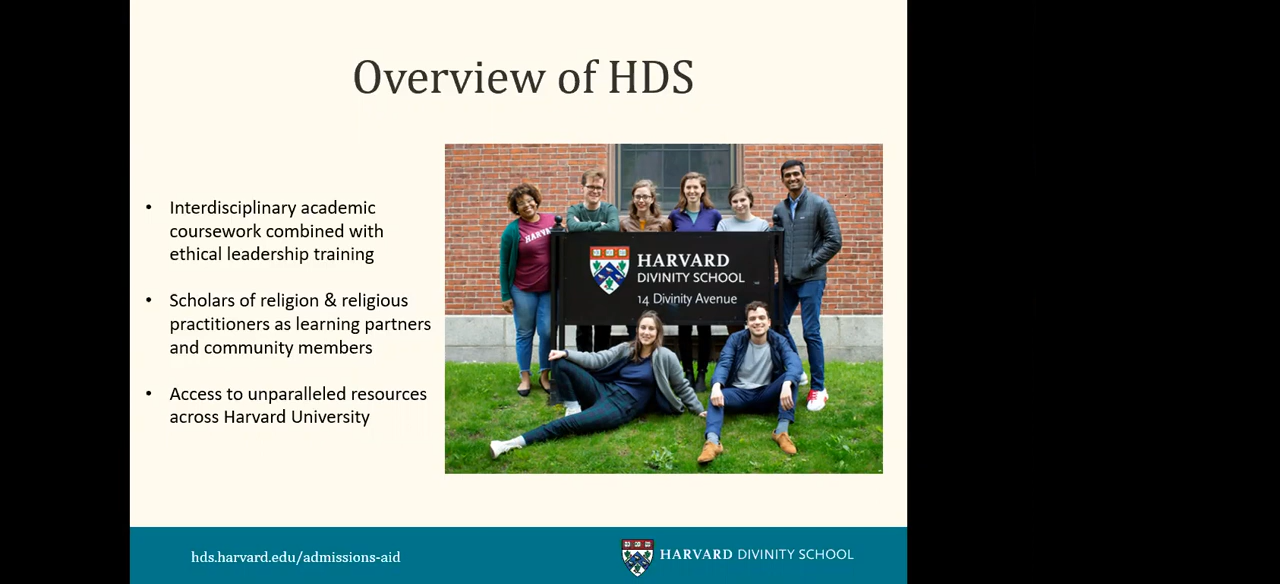 Overview of HDS
• Interdisciplinary academic
coursework combined with
ethical leadership training
• Scholars of religion & religious
practitioners as learning partners
and community members
• Access to unparalleled resources
across Harvard University
HARV
HARVARD
DIVINITY SCHOOL
14 Divinity Avenue
hds.harvard.edu/admissions-aid
HARVARD DIVINITY SCHOOL